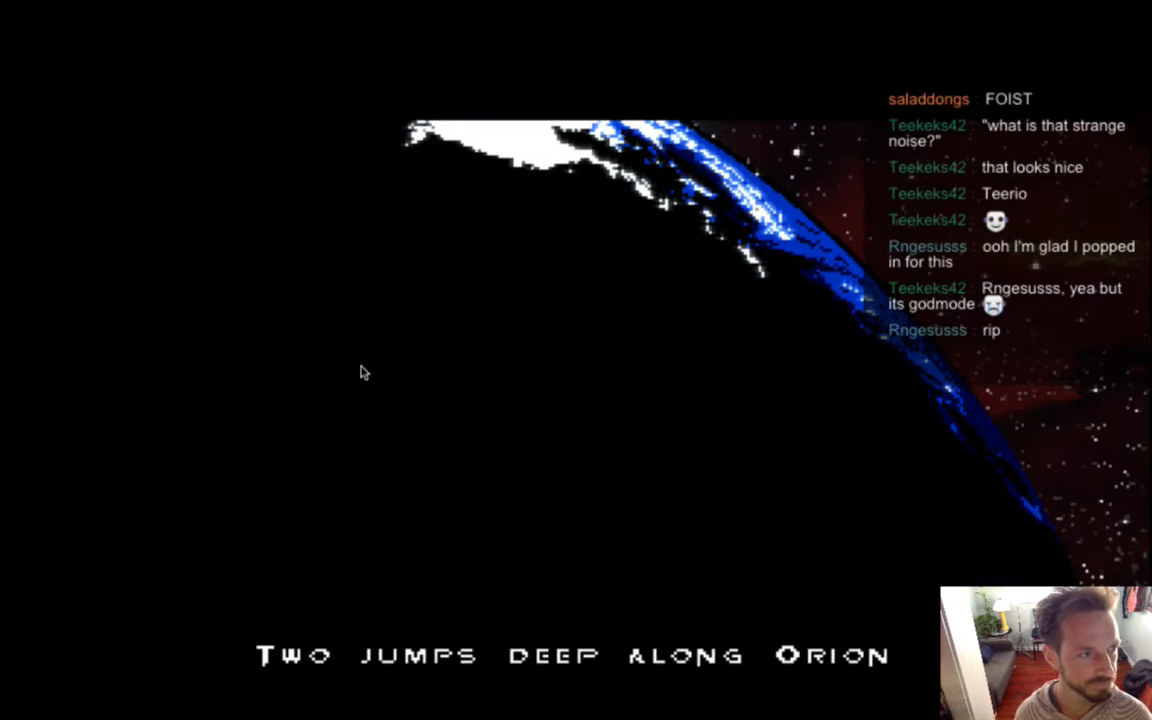 saladdongs : FOIST
Teekeks42 : "what is that strange
noise?"
Teekeks42 : that looks nice
Teekeks42 : Teerio
Teekeks42 :
Rngesusss : ooh I'm glad I popped
in for this
Teekeks42 : Rngesusss, yea but
its godmode
Rngesusss : rip
Two jumps deep along Orion